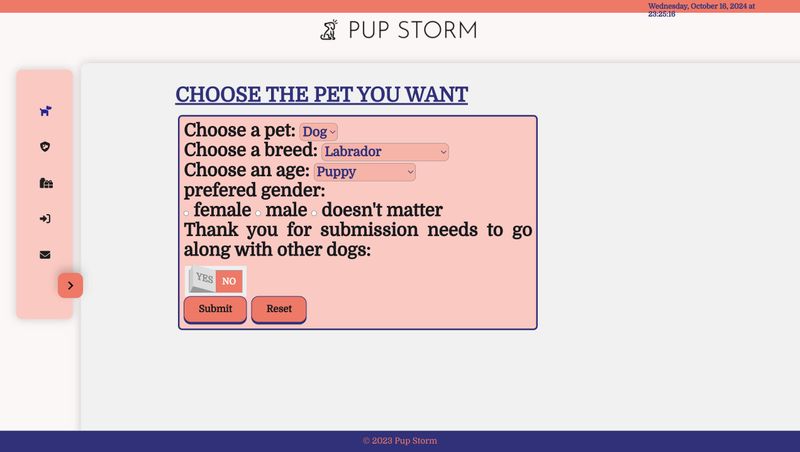 Wednesday, October 16, 2024 at
23:25:16
PUP STORM
CHOOSE THE PET YOU WANT
Choose a pet: Dog
Choose a breed: Labrador
Choose an age: Puppy
prefered gender:
female male doesn't matter
Thank you for submission needs to go
along with other dogs:
YES NO
Submit Reset
© 2023 Pup Storm